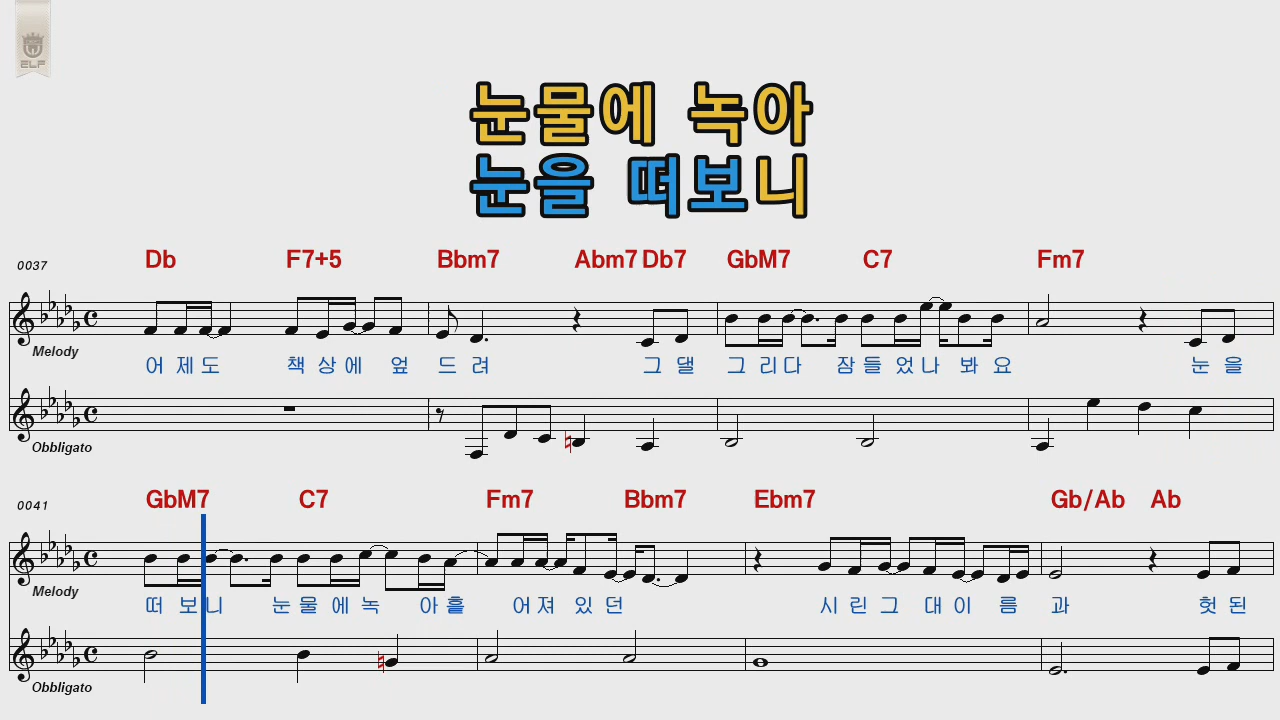 ELF
눈물에 녹아
눈을 떠보니
0037
Db F7+5 Bbm7 Abm7 Db7 GbM7 C7 Fm7
Melody
어 제 도 책 상 에 엎 드 려 그 댈 그 리 다 잠 들 었 나 봐 요 눈 을
Obbligato
0041
GbM7 C7 Fm7 Bbm7 Ebm7 Gb/Ab Ab
Melody
떠 보 니 눈 물 에 녹 아 흩 어 져 있 던 시 린 그 대 이 름 과 헛 된
Obbligato